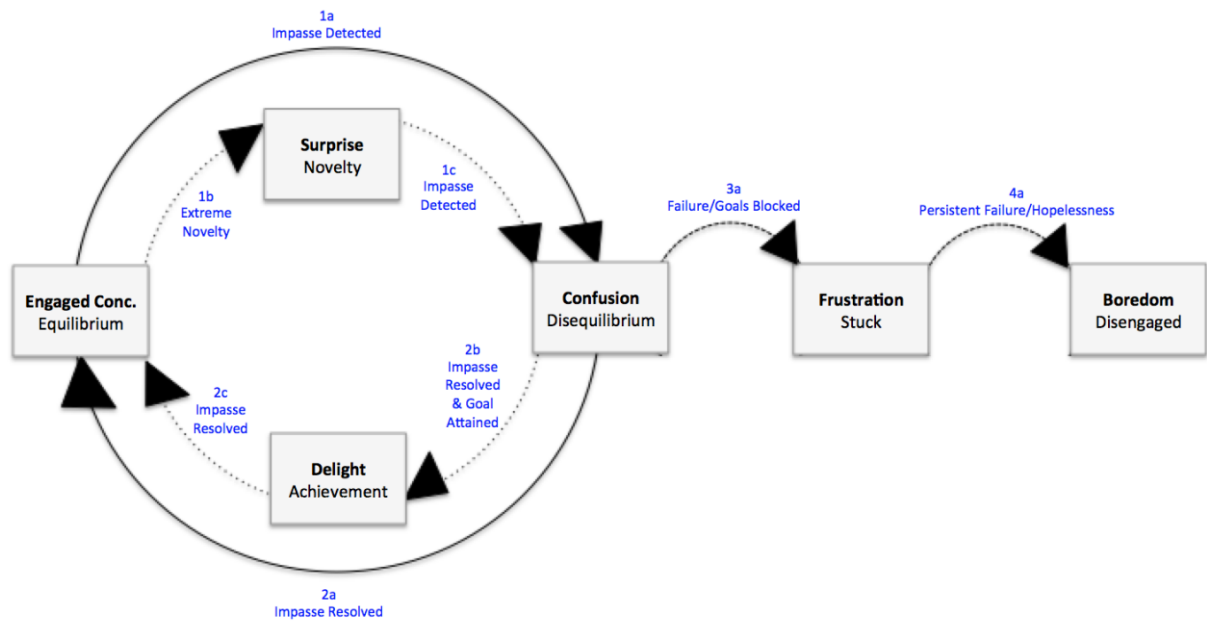 1a
Impasse Detected
Surprise
Novelty
1b
Extreme
Novelty
1c
Impasse
Detected
3a
Failure/Goals Blocked
4a
Persistent Failure/Hopelessness
Engaged Conc.
Equilibrium
Confusion
Disequilibrium
Frustration
Stuck
Boredom
Disengaged
2b
Impasse
Resolved
& Goal
Attained
2c
Impasse
Resolved
Delight
Achievement
2a
Impasse Resolved